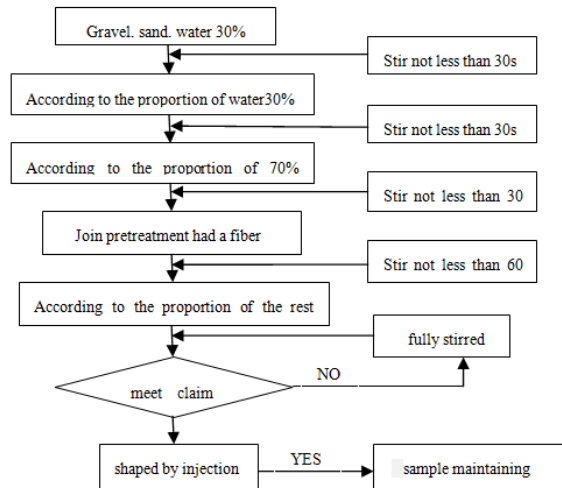 Gravel. sand. water 30%
Stir not less than 30s
According to the proportion of water30%
Stir not less than 30s
According to the proportion of 70%
Stir not less than 30
Join pretreatment had a fiber
Stir not less than 60
According to the proportion of the rest
fully stirred
NO
meet claim
shaped by injection
YES
sample maintaining